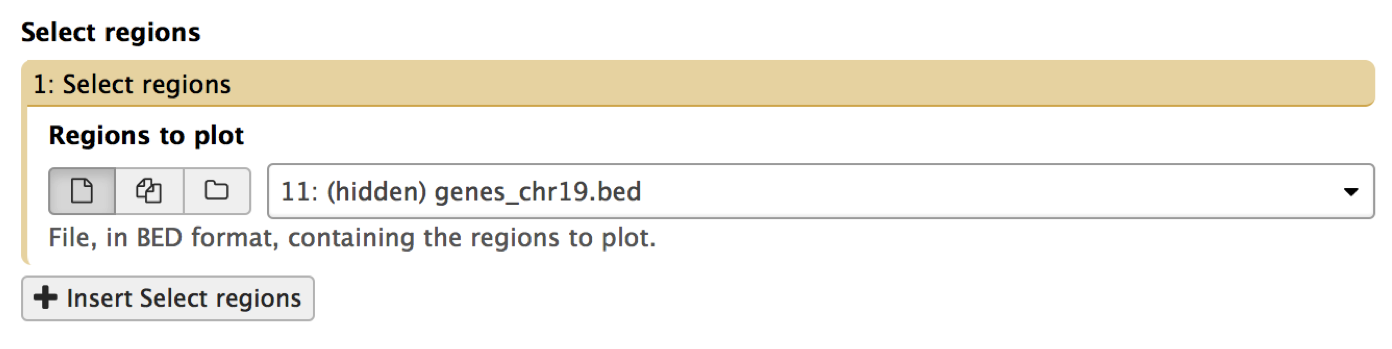 Select regions
1: Select regions
Regions to plot
11: (hidden) genes_chr19.bed
File, in BED format, containing the regions to plot.
Insert Select regions